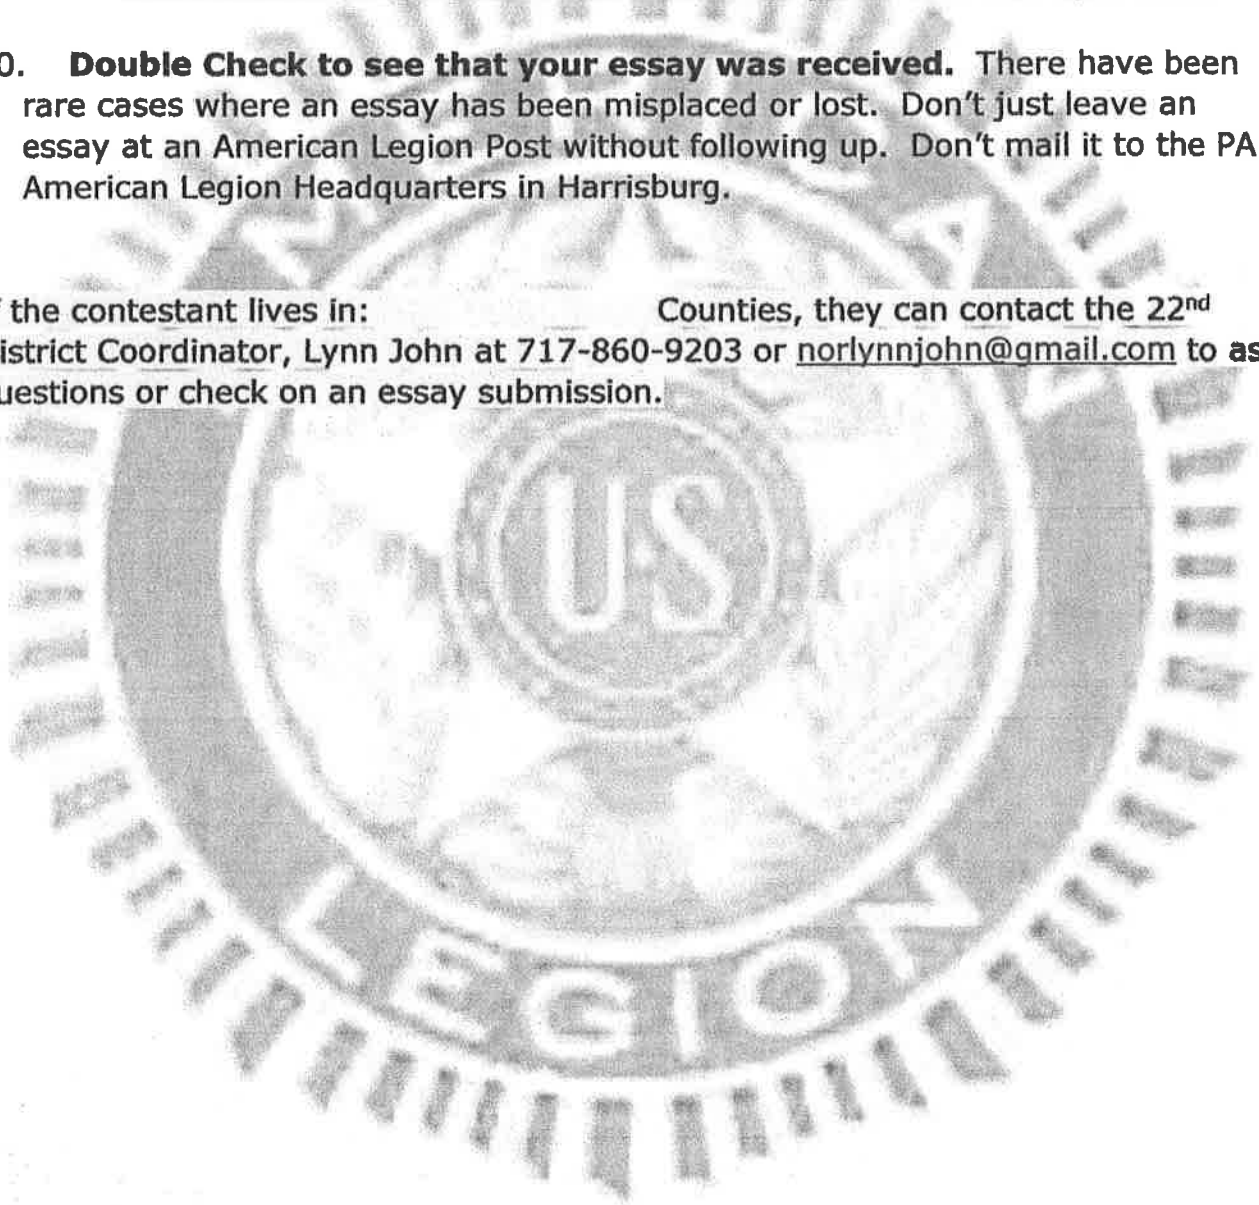 0. Double Check to see that your essay was received. There have been
rare cases where an essay has been misplaced or lost. Don't just leave an
essay at an American Legion Post without following up. Don't mail it to the PA
American Legion Headquarters in Harrisburg.
the contestant lives in: Counties, they can contact the 22nd
istrict Coordinator, Lynn John at 717-860-9203 or norlynnjohn@gmail.com to as
uestions or check on an essay submission.
US
LEGION